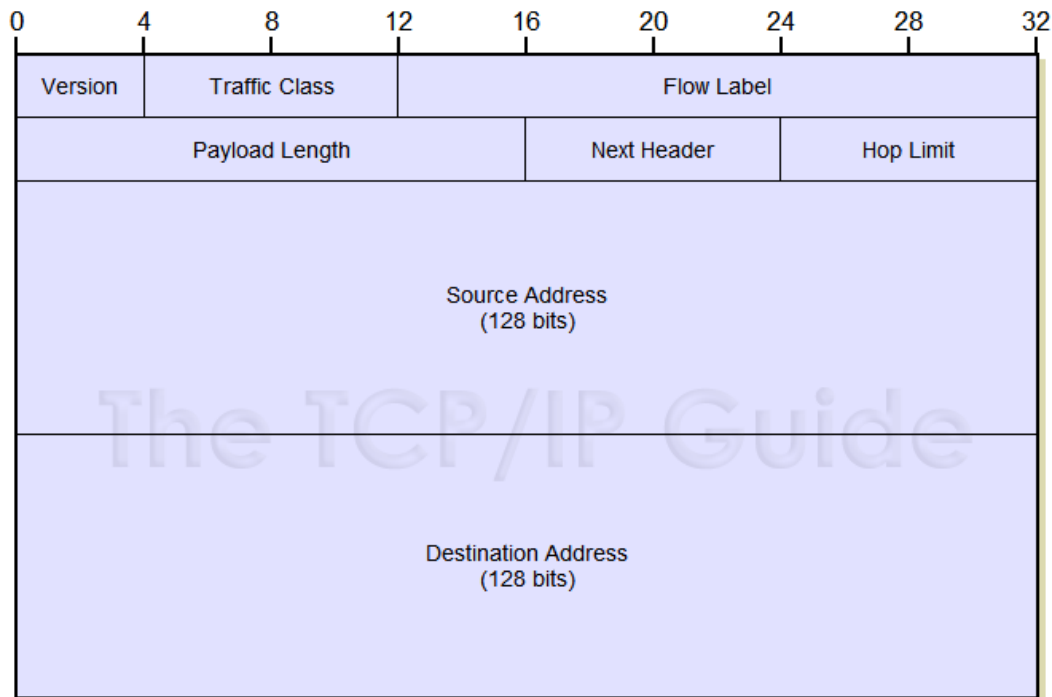 0 4 8 12 16 20 24 28 32
Version Traffic Class Flow Label
Payload Length Next Header Hop Limit
Source Address
(128 bits)
The TCP/IP Guide
Destination Address
(128 bits)